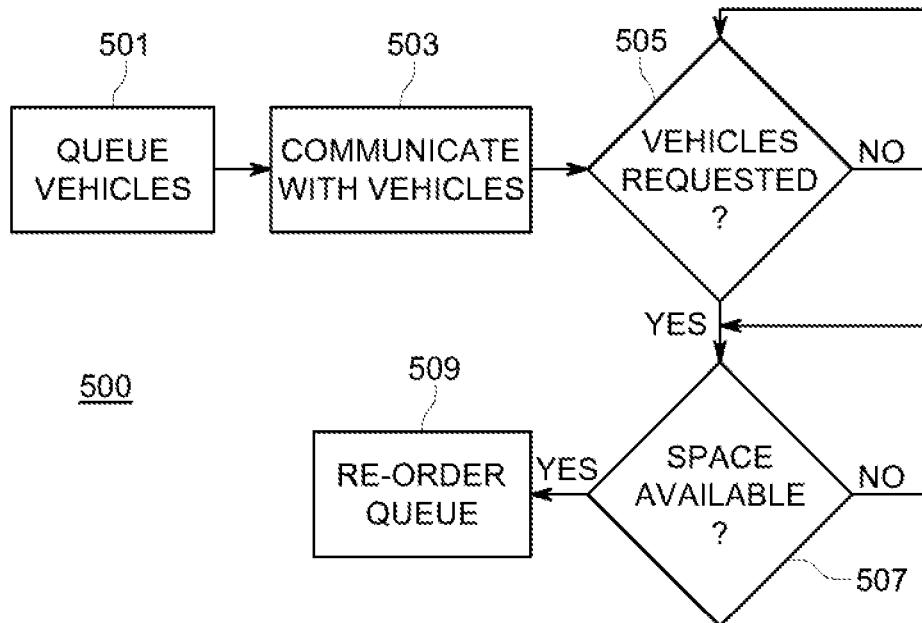 501
503
505
QUEUE
VEHICLES
COMMUNICATE
WITH VEHICLES
VEHICLES
REQUESTED
?
NO
YES
500
509
RE-ORDER
QUEUE
YES
SPACE
AVAILABLE
?
NO
507